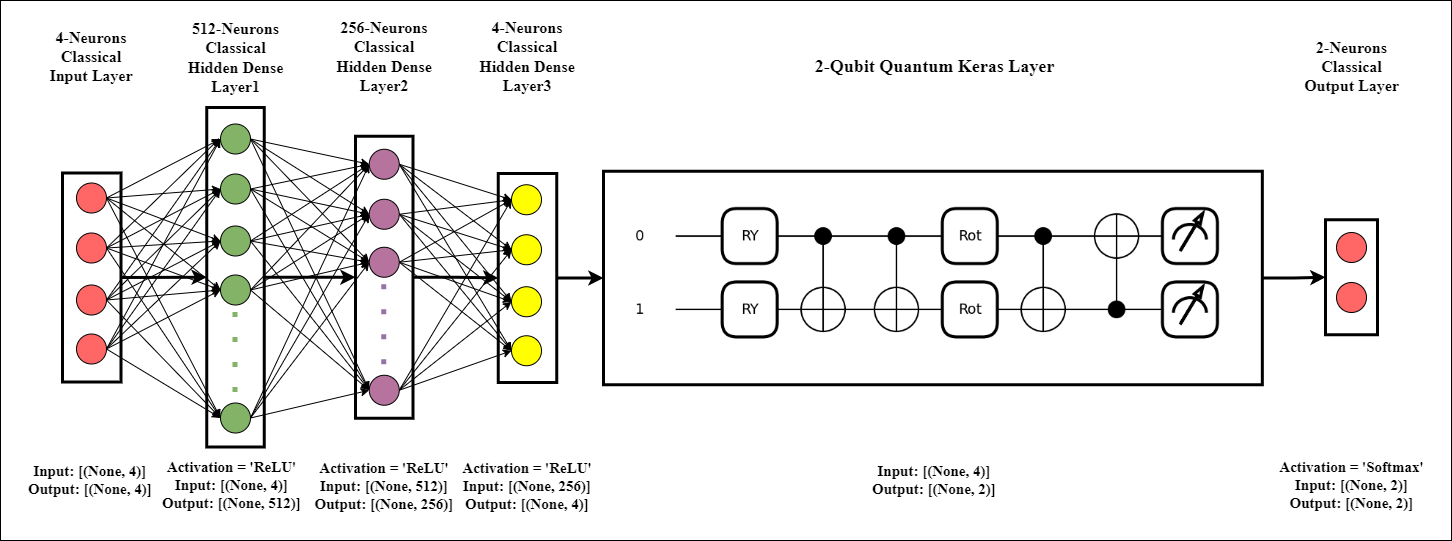 4-Neurons
Classical
Input Layer
512-Neurons
Classical
Hidden Dense
Layer1
256-Neurons
Classical
Hidden Dense
Layer2
4-Neurons
Classical
Hidden Dense
Layer3
2-Qubit Quantum Keras Layer
2-Neurons
Classical
Output Layer
0
RY
Rot
1
RY
Rot
Input: [(None, 4)]
Output: [(None, 4)]
Activation = 'ReLU'
Input: [(None, 4)]
Output: [(None, 512)]
Activation = 'ReLU'
Input: [(None, 512)]
Output: [(None, 256)]
Activation = 'ReLU'
Input: [(None, 256)]
Output: [(None, 4)]
Input: [(None, 4)]
Output: [(None, 2)]
Activation = 'Softmax'
Input: [(None, 2)]
Output: [(None, 2)]